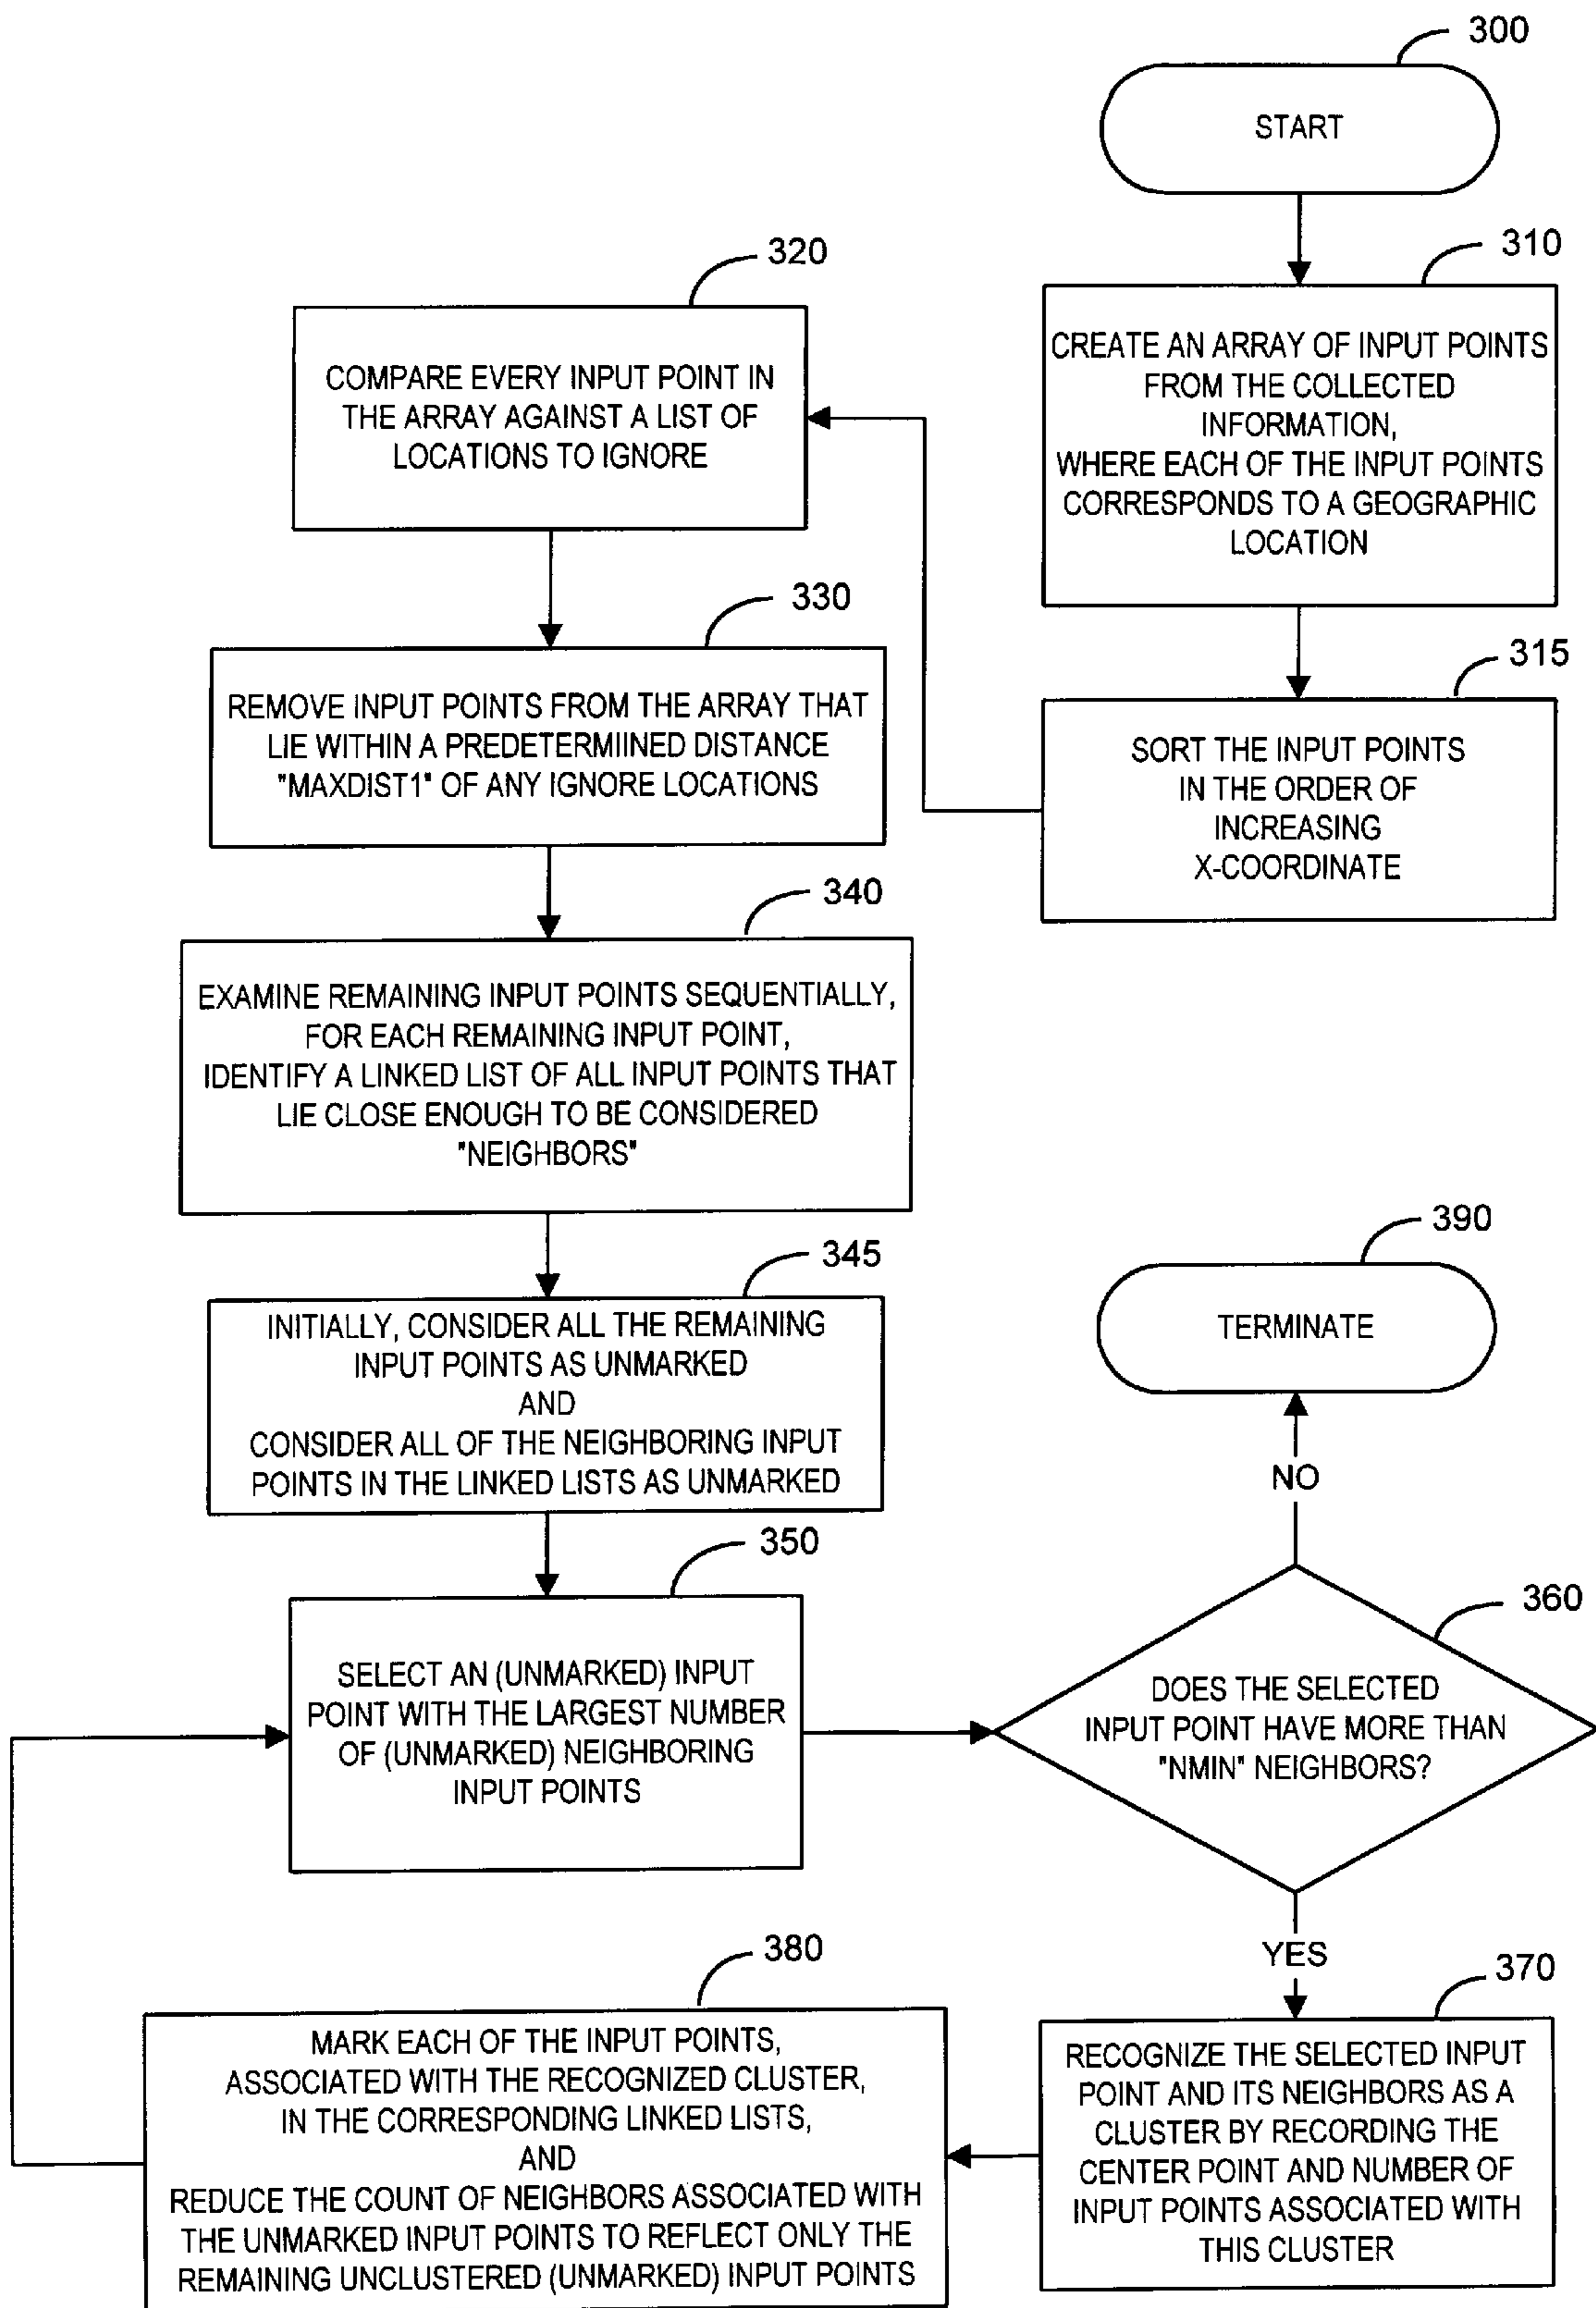 300
START
310
CREATE AN ARRAY OF INPUT POINTS
FROM THE COLLECTED
INFORMATION,
WHERE EACH OF THE INPUT POINTS
CORRESPONDS TO A GEOGRAPHIC
LOCATION
315
SORT THE INPUT POINTS
IN THE ORDER OF
INCREASING
X-COORDINATE
320
COMPARE EVERY INPUT POINT IN
THE ARRAY AGAINST A LIST OF
LOCATIONS TO IGNORE
330
REMOVE INPUT POINTS FROM THE ARRAY THAT
LIE WITHIN A PREDETERMIINED DISTANCE
"MAXDIST1" OF ANY IGNORE LOCATIONS
340
EXAMINE REMAINING INPUT POINTS SEQUENTIALLY,
FOR EACH REMAINING INPUT POINT,
IDENTIFY A LINKED LIST OF ALL INPUT POINTS THAT
LIE CLOSE ENOUGH TO BE CONSIDERED
"NEIGHBORS"
345
INITIALLY, CONSIDER ALL THE REMAINING
INPUT POINTS AS UNMARKED
AND
CONSIDER ALL OF THE NEIGHBORING INPUT
POINTS IN THE LINKED LISTS AS UNMARKED
350
SELECT AN (UNMARKED) INPUT
POINT WITH THE LARGEST NUMBER
OF (UNMARKED) NEIGHBORING
INPUT POINTS
360
DOES THE SELECTED
INPUT POINT HAVE MORE THAN
"NMIN" NEIGHBORS?
NO
390
TERMINATE
YES
370
RECOGNIZE THE SELECTED INPUT
POINT AND ITS NEIGHBORS AS A
CLUSTER BY RECORDING THE
CENTER POINT AND NUMBER OF
INPUT POINTS ASSOCIATED WITH
THIS CLUSTER
380
MARK EACH OF THE INPUT POINTS,
ASSOCIATED WITH THE RECOGNIZED CLUSTER,
IN THE CORRESPONDING LINKED LISTS,
AND
REDUCE THE COUNT OF NEIGHBORS ASSOCIATED WITH
THE UNMARKED INPUT POINTS TO REFLECT ONLY THE
REMAINING UNCLUSTERED (UNMARKED) INPUT POINTS